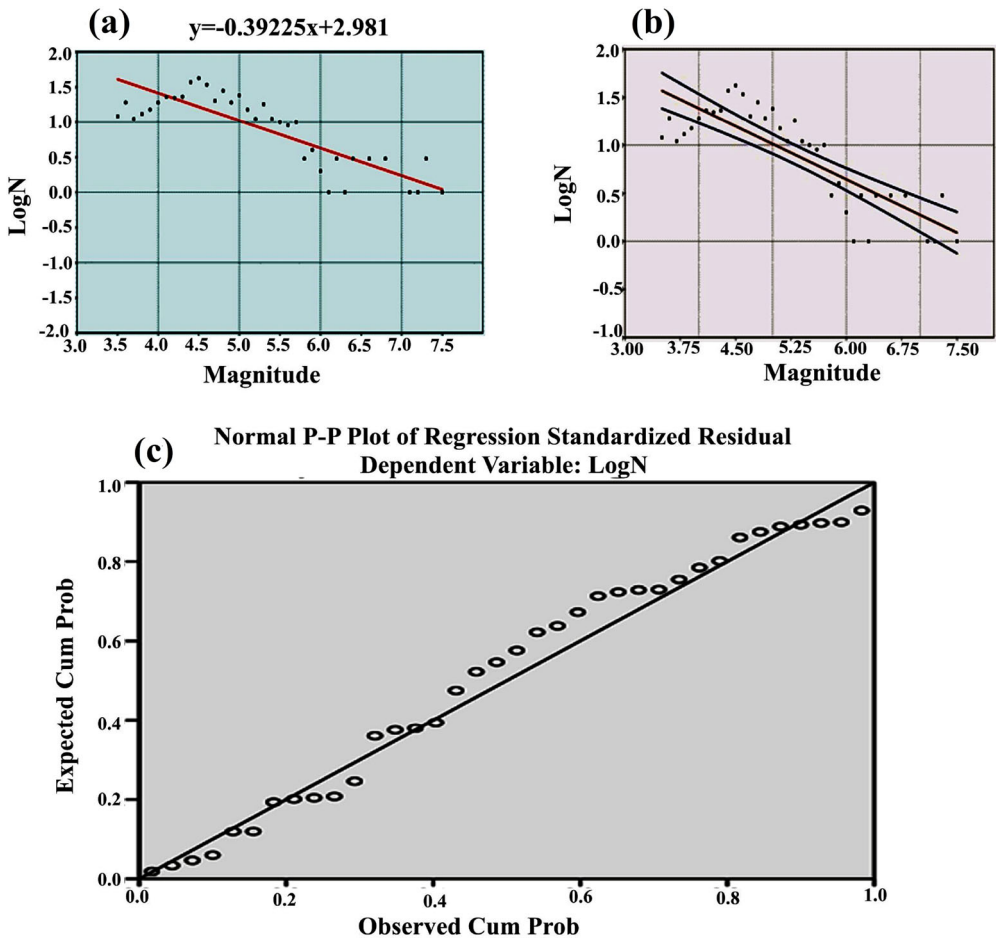 (a)
y=-0.39225x+2.981
2.0
1.5
1.0
0.5
0.0
-0.5
-1.0
-1.5
-2.0
LogN
3.0 3.5 4.0 4.5 5.0 5.5 6.0 6.5 7.0 7.5
Magnitude
(b)
2.0
1.5
1.0
0.5
0.0
-0.5
-1.0
LogN
3.00 3.75 4.50 5.25 6.00 6.75 7.50
Magnitude
(c)
Normal P-P Plot of Regression Standardized Residual
Dependent Variable: LogN
1.0
0.8
0.6
0.4
0.2
0.0
Expected Cum Prob
0.0 0.2 0.4 0.6 0.8 1.0
Observed Cum Prob